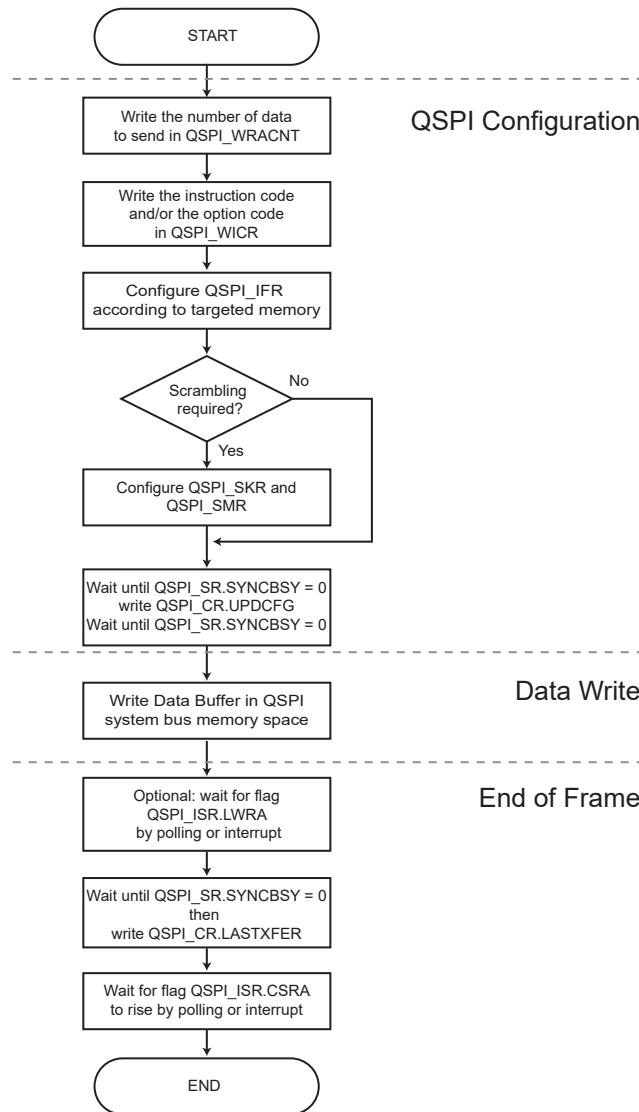 START
QSPI Configuration
Write the number of data
to send in QSPI_WRACNT
Write the instruction code
and/or the option code
in QSPI_WICR
Configure QSPI_IFR
according to targeted memory
Scrambling
required?
No
Yes
Configure QSPI_SKR and
QSPI_SMR
Wait until QSPI_SR.SYNCBSY = 0
write QSPI_CR.UPDCFG
Wait until QSPI_SR.SYNCBSY = 0
Data Write
Write Data Buffer in QSPI
system bus memory space
End of Frame
Optional: wait for flag
QSPI_ISR.LWRA
by polling or interrupt
Wait until QSPI_SR.SYNCBSY = 0
then
write QSPI_CR.LASTXFER
Wait for flag QSPI_ISR.CSRA
to rise by polling or interrupt
END